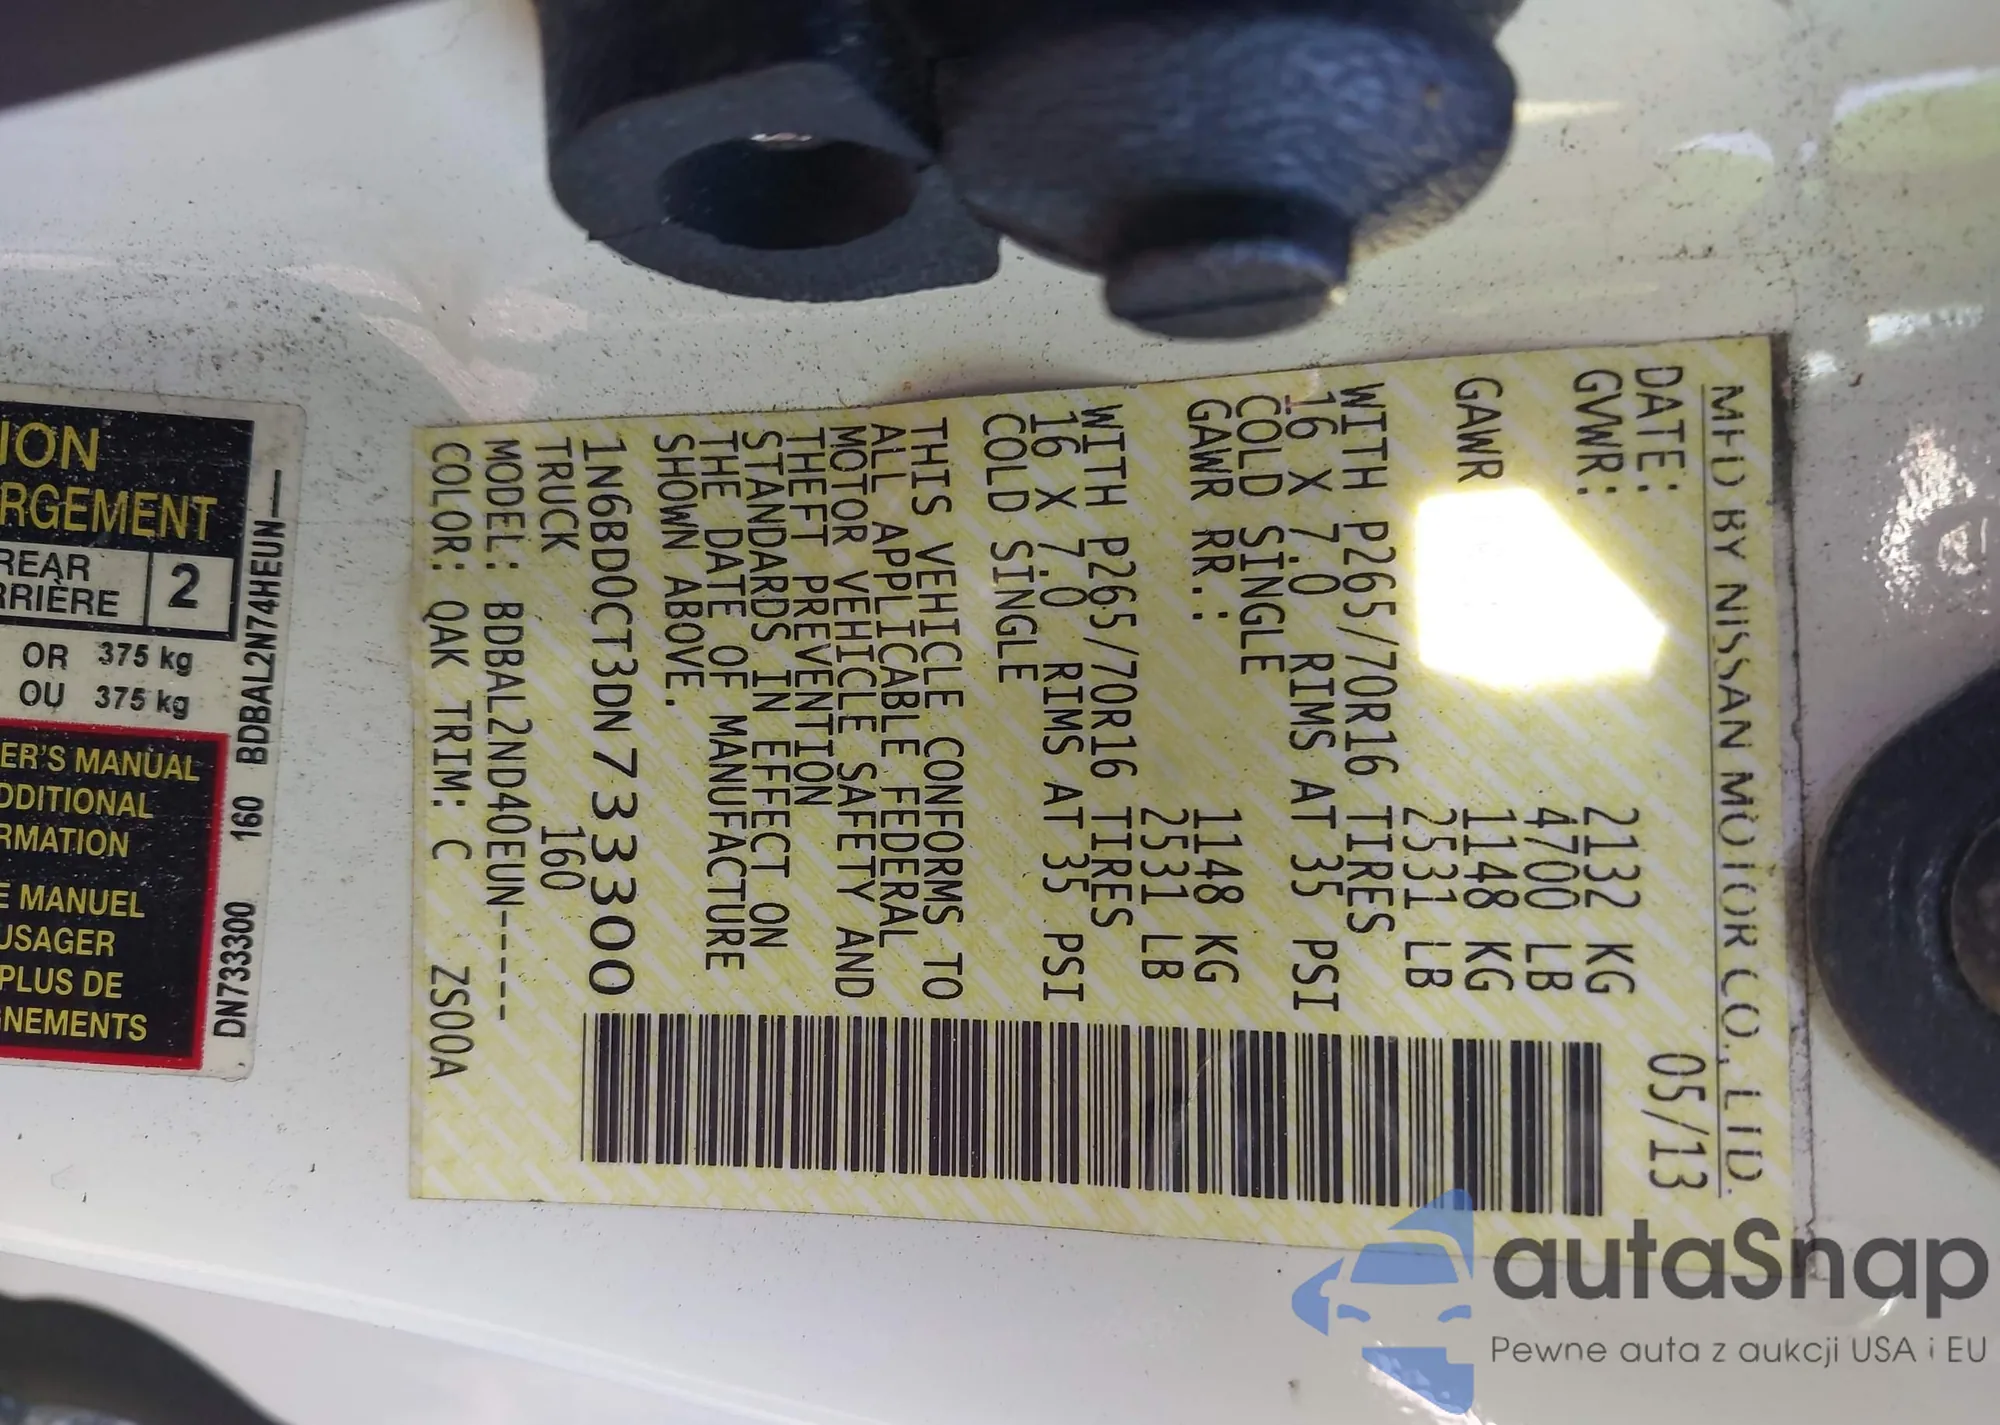 MFD BY NISSAN MOTOR CO., LTD.
DATE: 05/13
GVWR: 2132 KG
4700 LB
GAWR 1148 KG
2531 LB
WITH P265/70R16 TIRES
16 X 7.0 RIMS AT 35 PSI
COLD SINGLE
GAWR RR.: 1148 KG
2531 LB
WITH P265/70R16 TIRES
16 X 7.0 RIMS AT 35 PSI
COLD SINGLE
THIS VEHICLE CONFORMS TO
ALL APPLICABLE FEDERAL
MOTOR VEHICLE SAFETY AND
THEFT PREVENTION
STANDARDS IN EFFECT ON
THE DATE OF MANUFACTURE
SHOWN ABOVE.
1N6BD0CT3DN733300
TRUCK 160
MODEL: BDBAL2ND40EUN-----
COLOR: QAK TRIM: C ZS00A
ION
RGEMENT
REAR
RRIÈRE
2
OR 375 kg
OU 375 kg
ER'S MANUAL
DDITIONAL
RMATION
E MANUEL
USAGER
PLUS DE
GNEMENTS
DN733300 160 BDBAL2N74HEUN—
autaSnap
Pewne auta z aukcji USA i EU